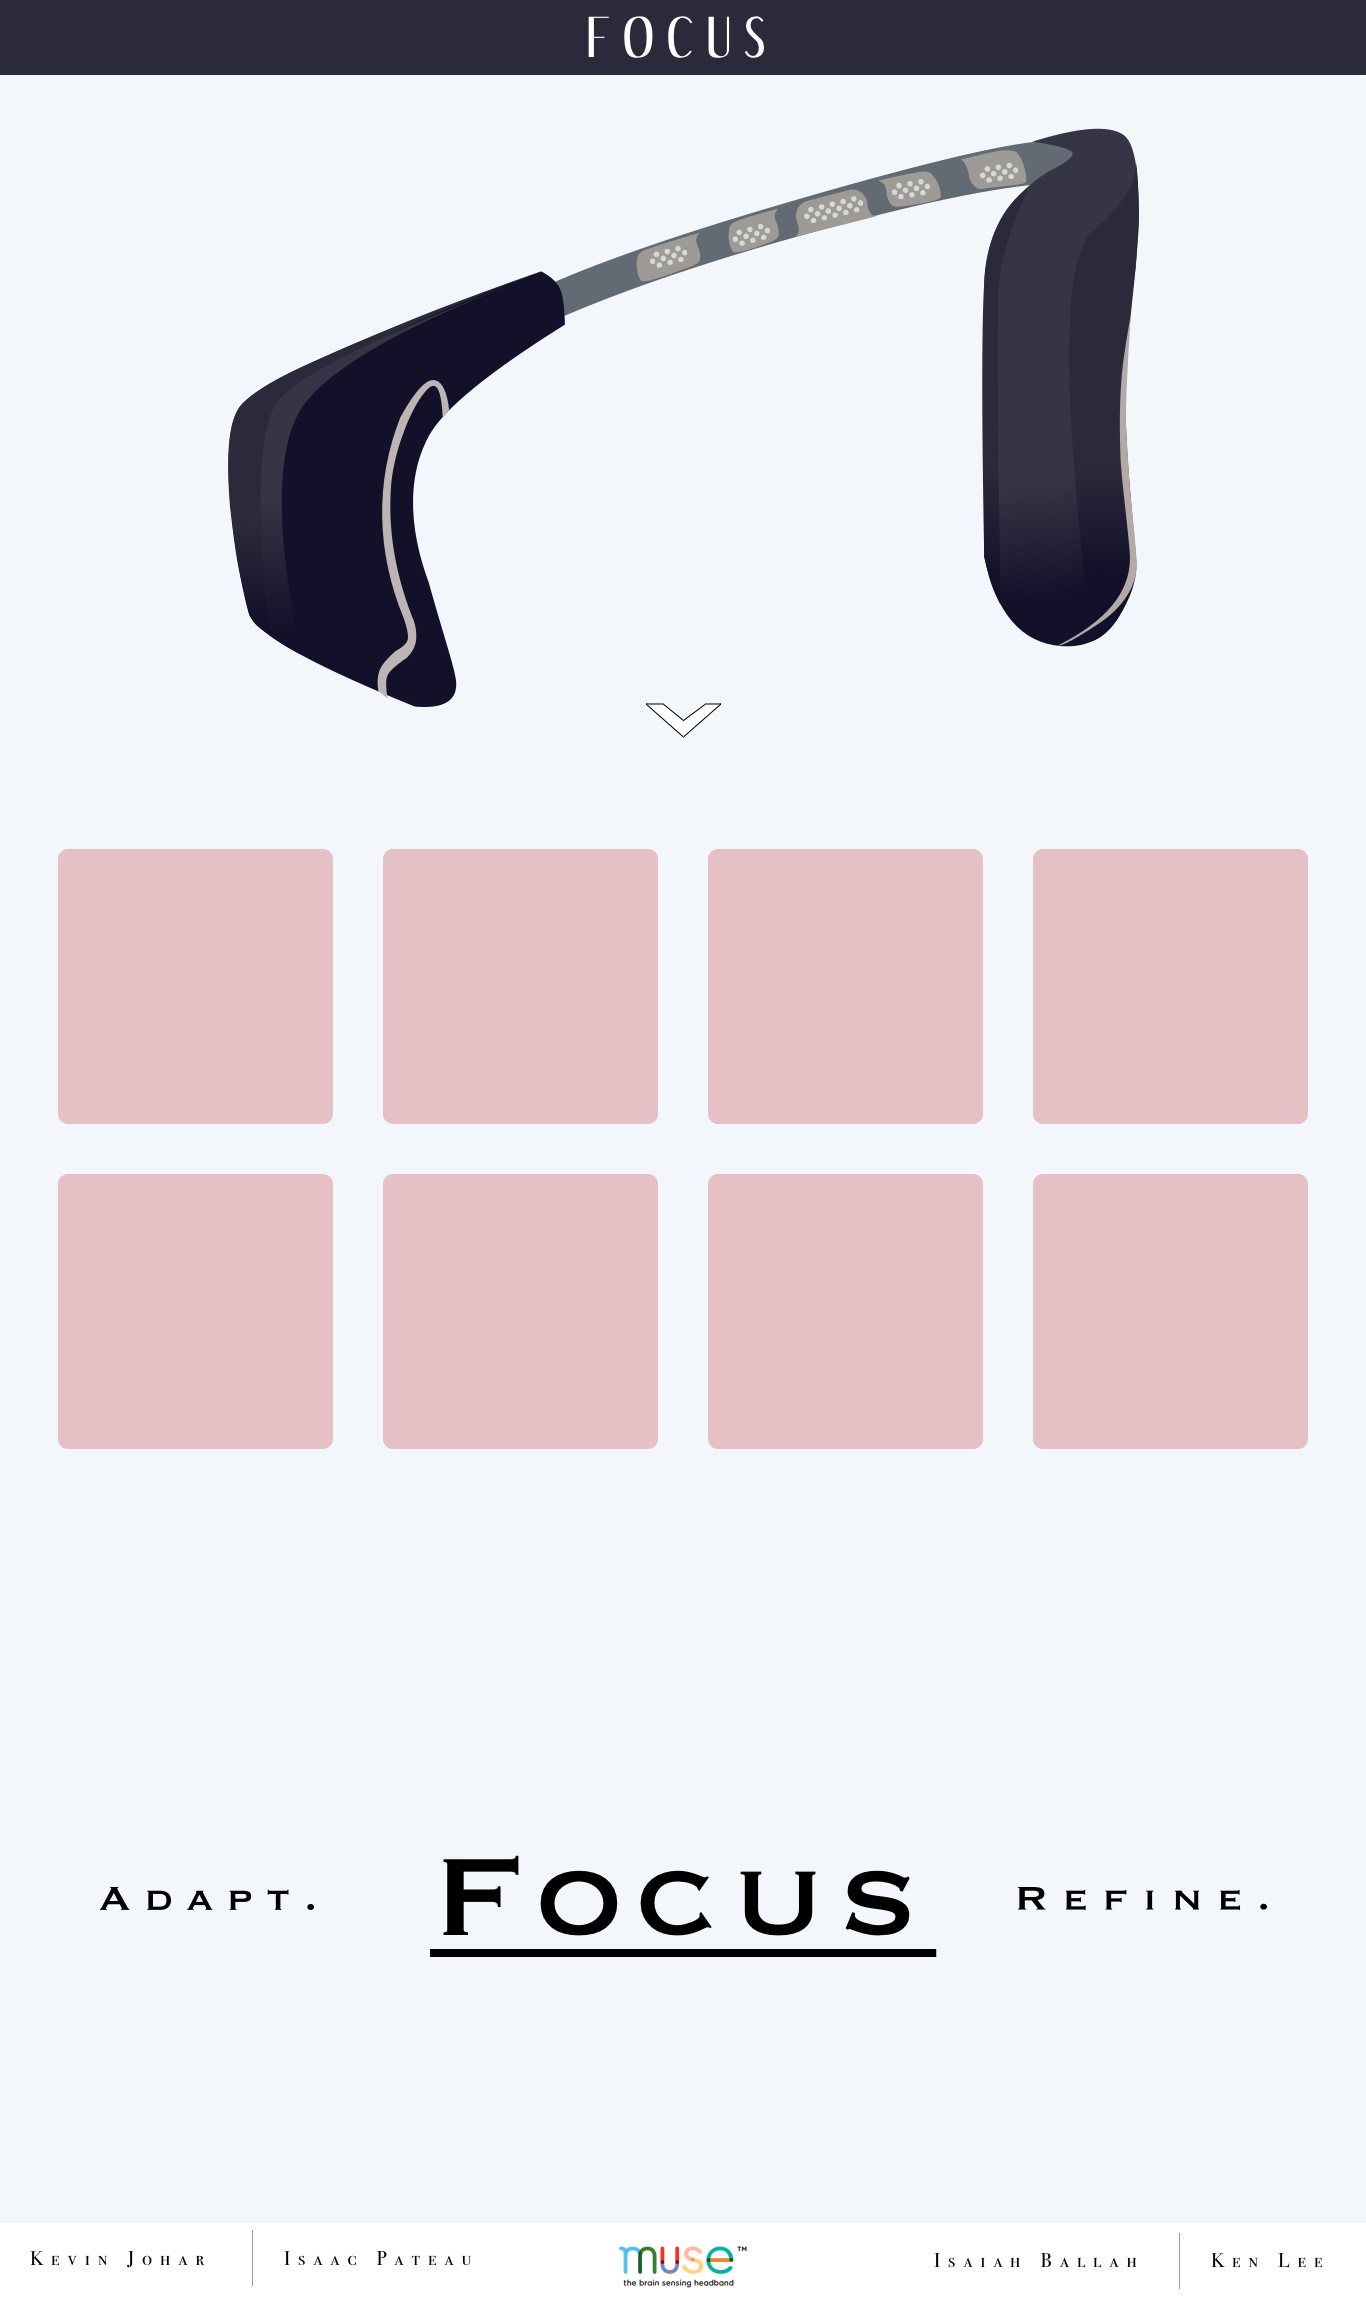 FOCUS
Adapt. Focus Refine.
Kevin Johar Isaac Pateau muse™ Isaiah Ballah Ken Lee
the brain sensing headband